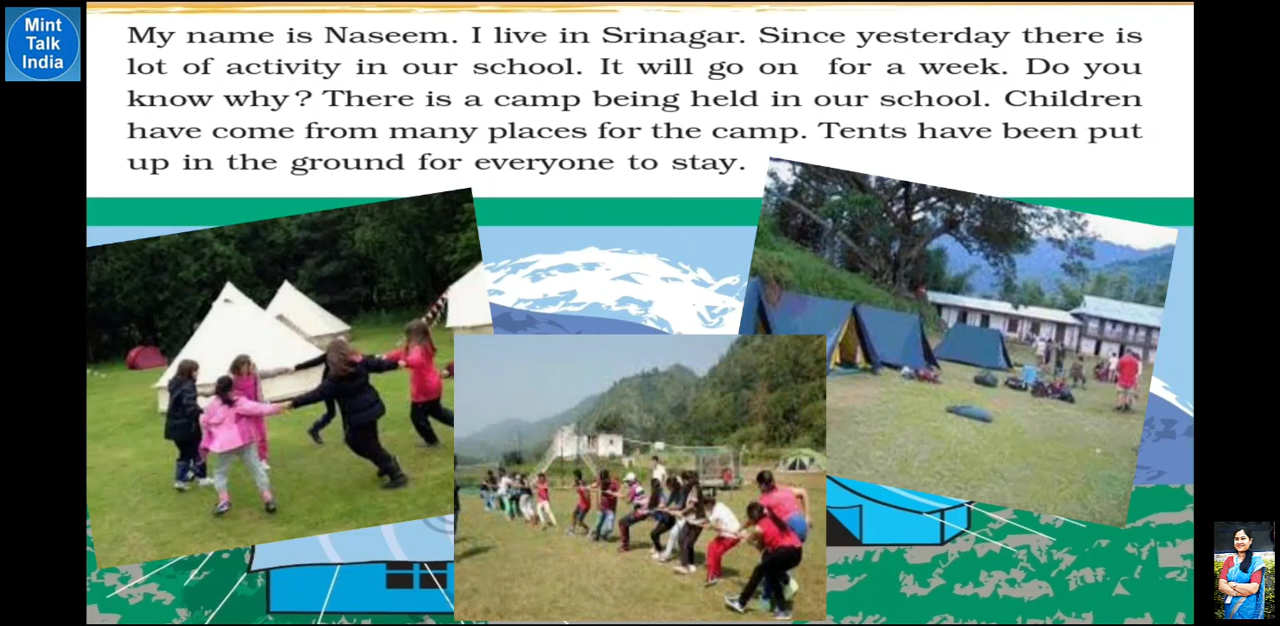 Mint
Talk
India
My name is Naseem. I live in Srinagar. Since yesterday there is
lot of activity in our school. It will go on for a week. Do you
know why? There is a camp being held in our school. Children
have come from many places for the camp. Tents have been put
up in the ground for everyone to stay.